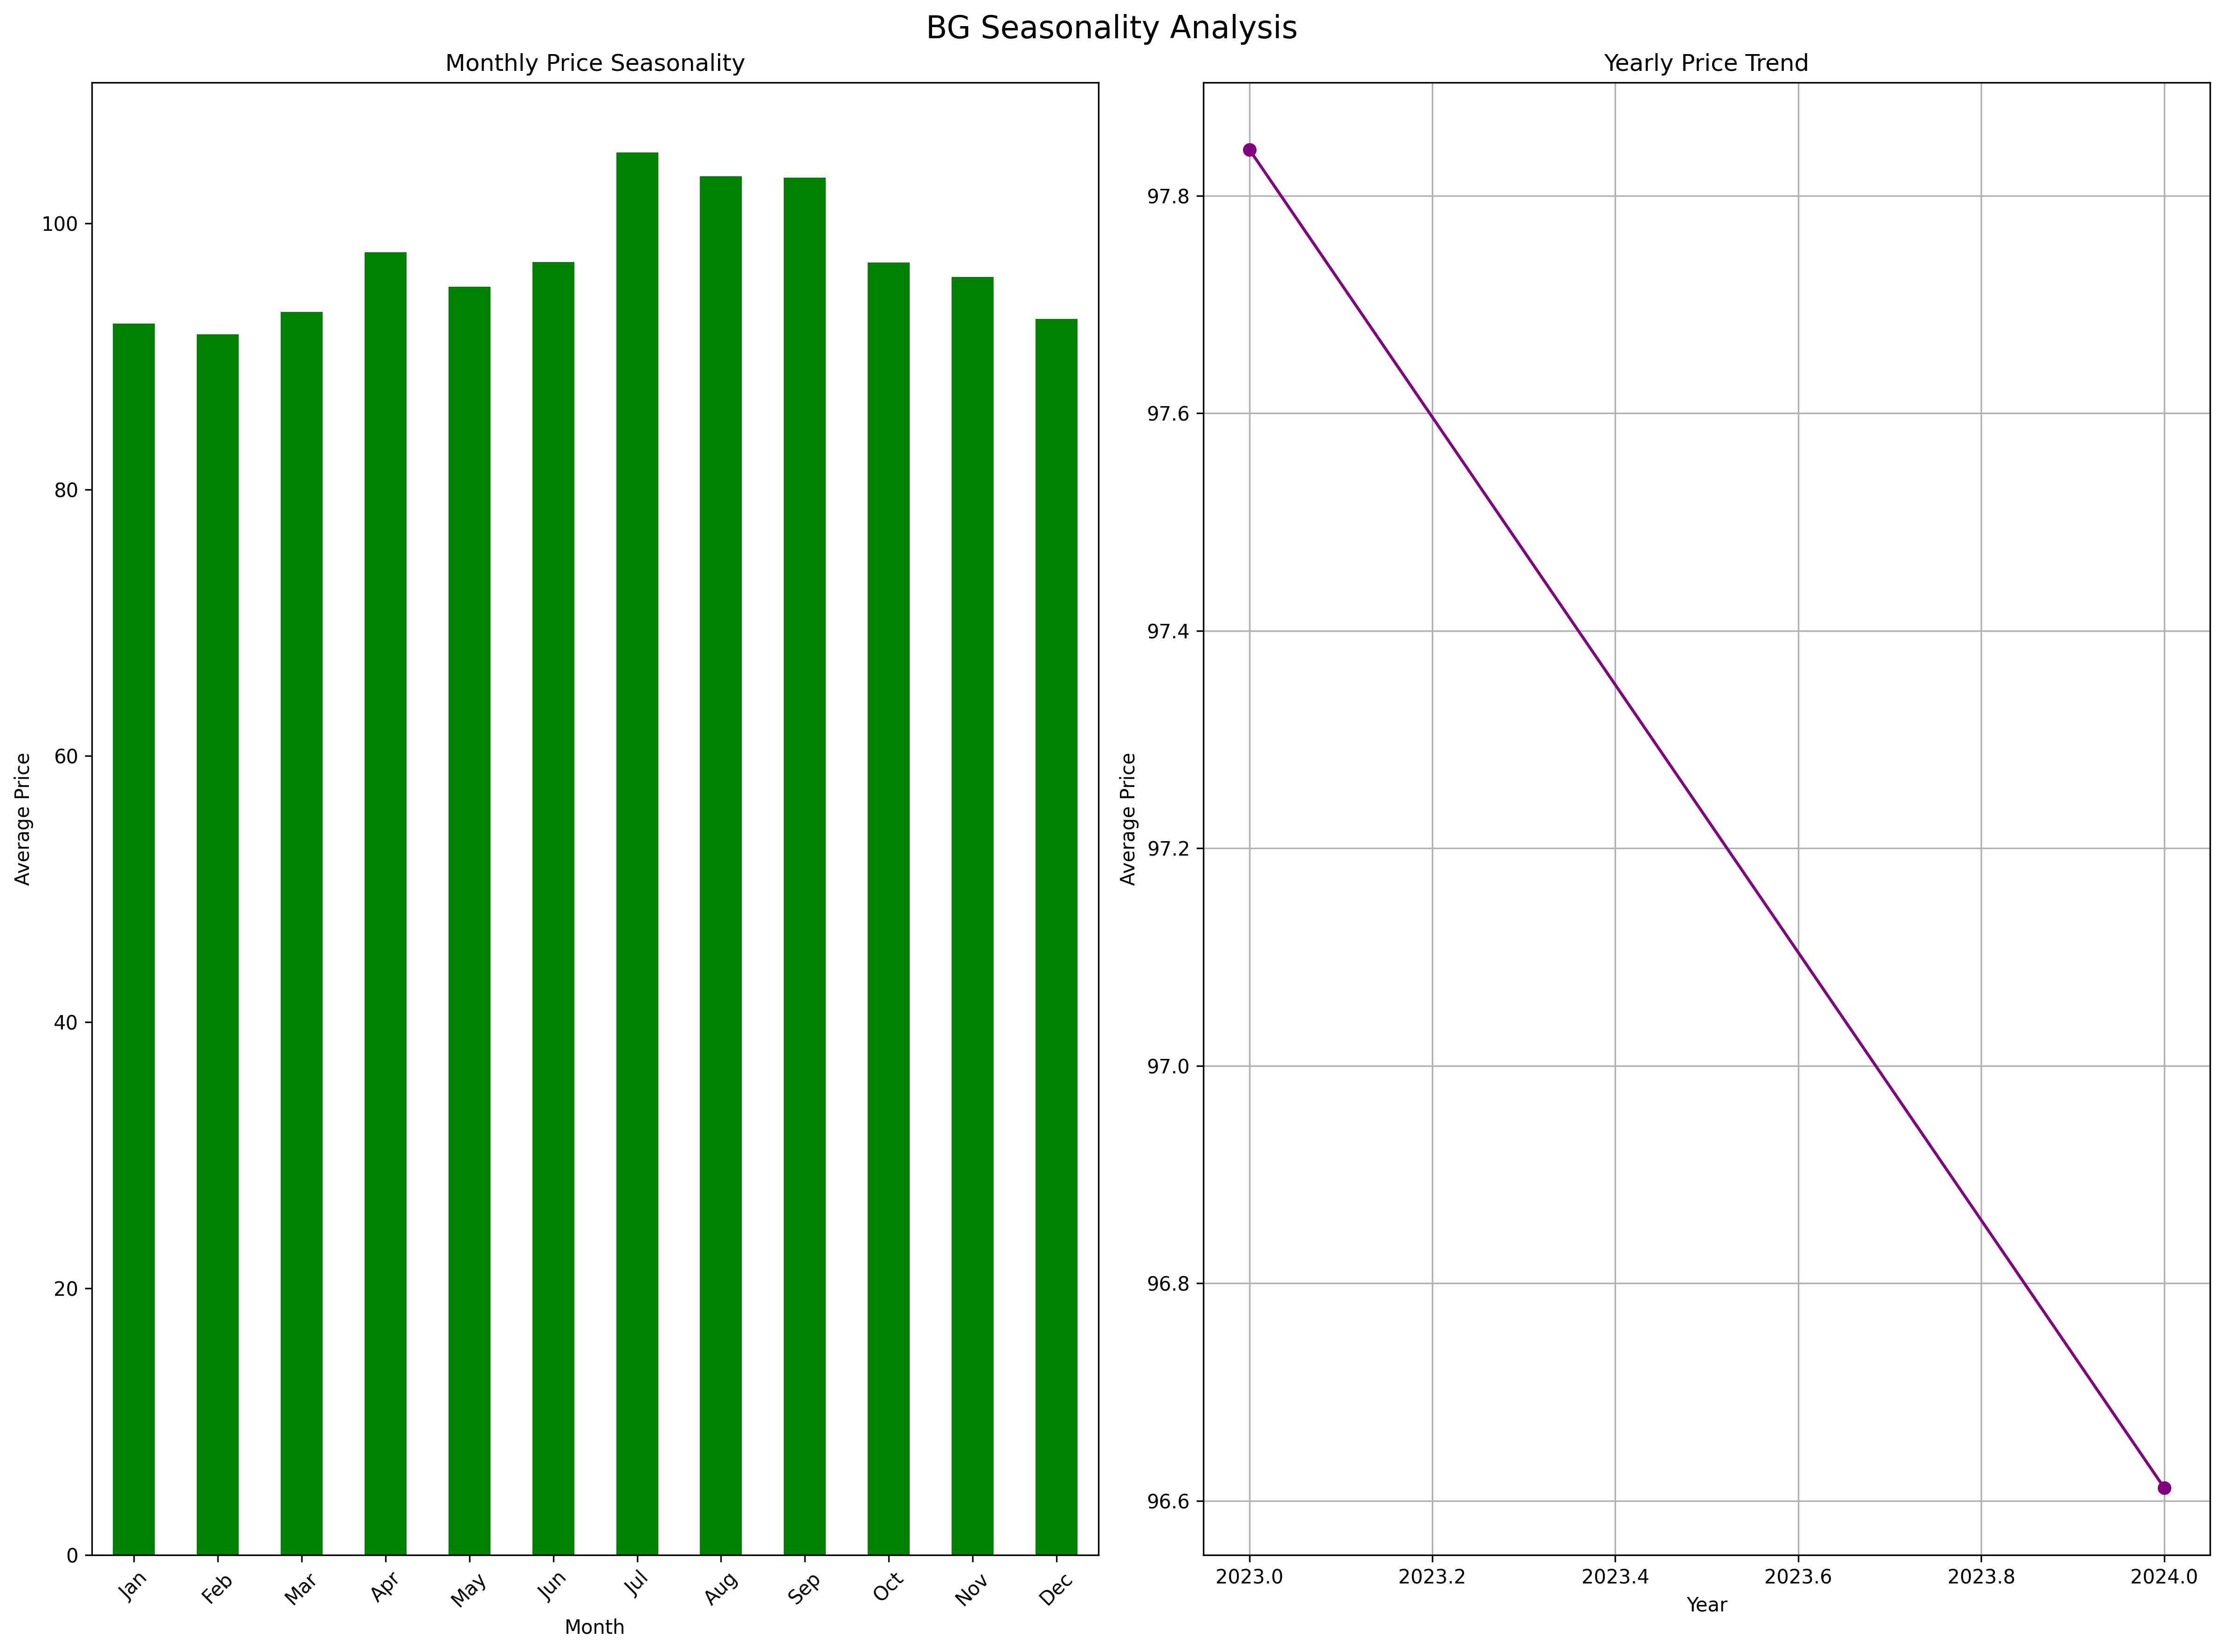 BG Seasonality Analysis
Monthly Price Seasonality
Average Price
100
80
60
40
20
0
Jan
Feb
Mar
Apr
May
Jun
Jul
Aug
Sep
Oct
Nov
Dec
Month
Yearly Price Trend
Average Price
97.8
97.6
97.4
97.2
97.0
96.8
96.6
2023.0
2023.2
2023.4
2023.6
2023.8
2024.0
Year